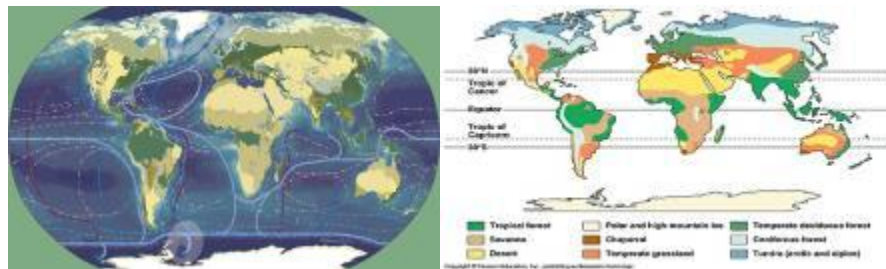 30°N
Tropic of
Cancer
Equator
Tropic of
Capricorn
30°S
Tropical forest
Savanna
Desert
Polar and high-mountain ice
Chaparral
Temperate grassland
Temperate deciduous forest
Coniferous forest
Tundra (arctic and alpine)